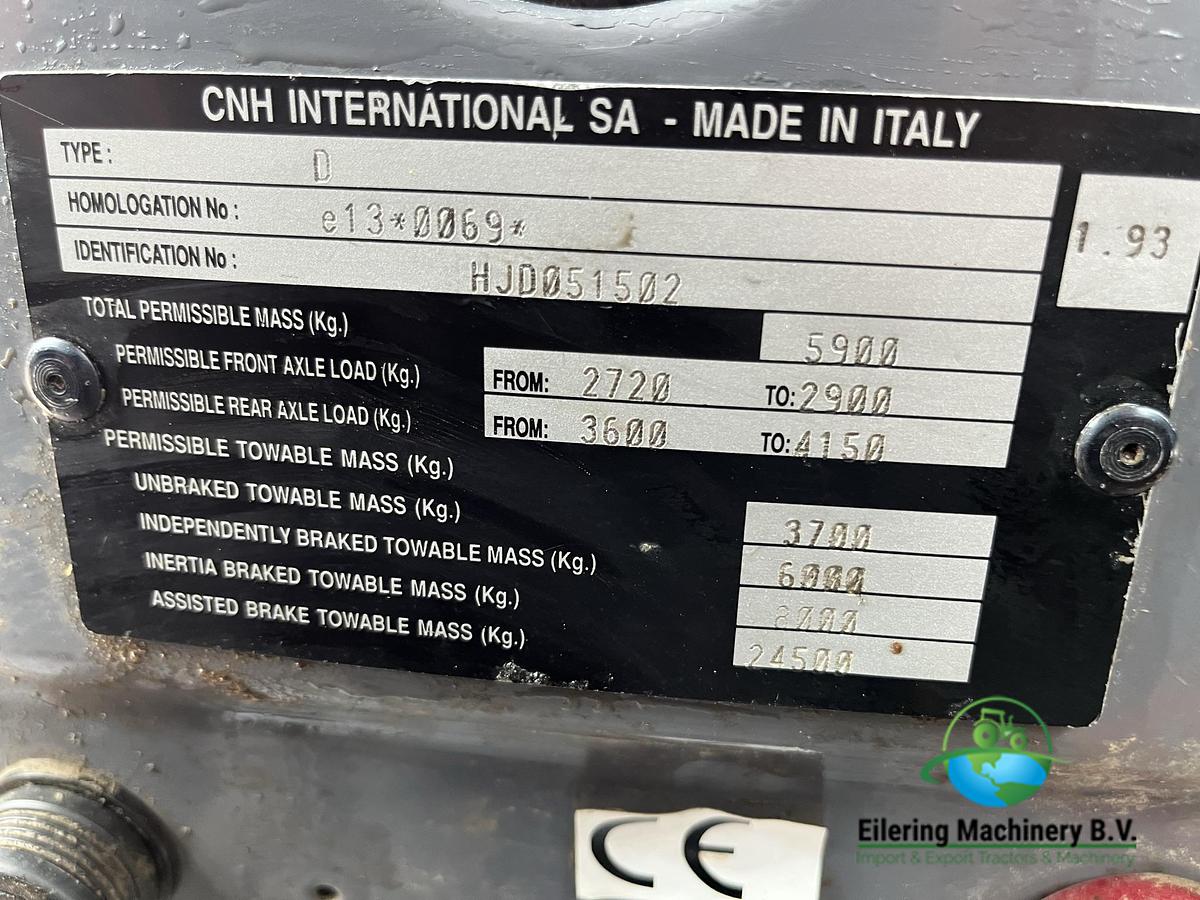 CNH INTERNATIONAL SA - MADE IN ITALY
TYPE : D
HOMOLOGATION No : e13*0069*
1.93
IDENTIFICATION No : HJD051502
TOTAL PERMISSIBLE MASS (Kg.) 5900
PERMISSIBLE FRONT AXLE LOAD (Kg.) FROM: 2720 TO: 2900
PERMISSIBLE REAR AXLE LOAD (Kg.) FROM: 3600 TO: 4150
PERMISSIBLE TOWABLE MASS (Kg.)
UNBRAKED TOWABLE MASS (Kg.) 3700
INDEPENDENTLY BRAKED TOWABLE MASS (Kg.) 6000
INERTIA BRAKED TOWABLE MASS (Kg.) 8000
ASSISTED BRAKE TOWABLE MASS (Kg.) 24500
CE
Eilering Machinery B.V.
Import & Export Tractors & Machinery